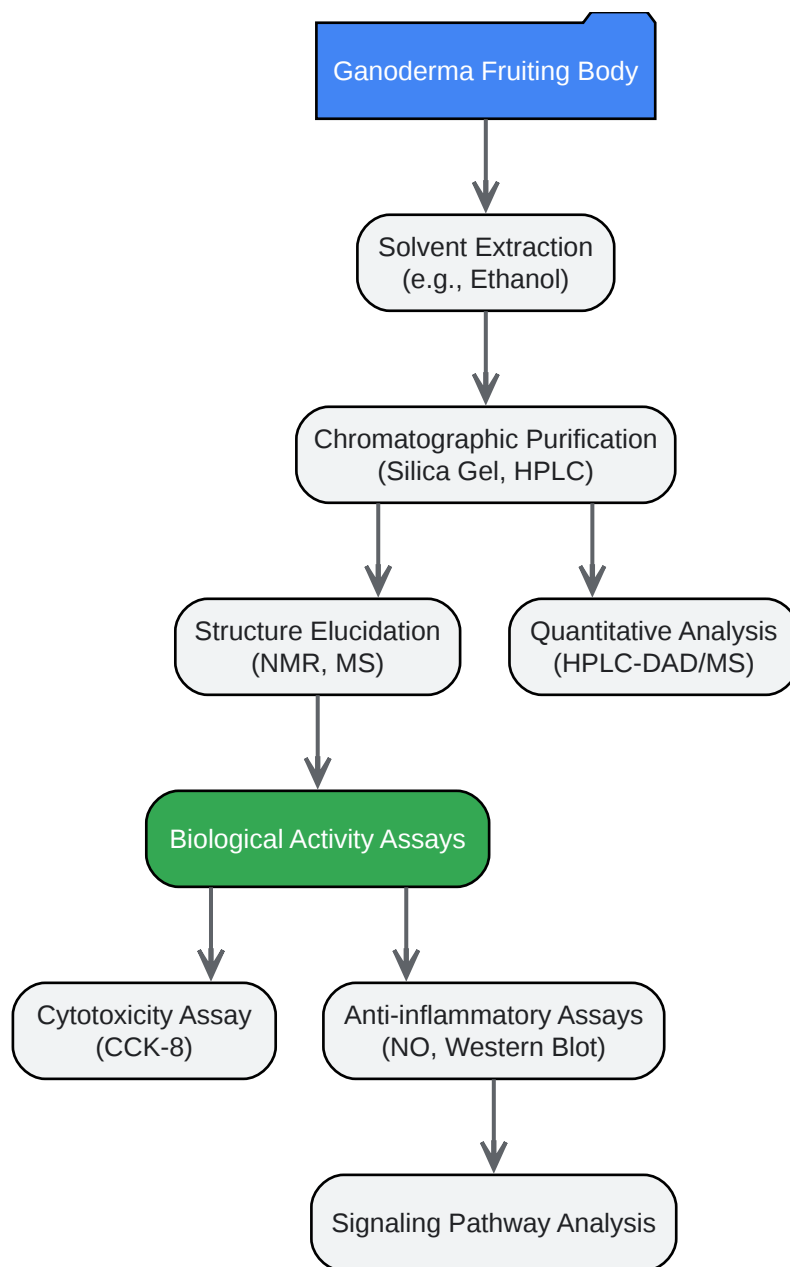 Ganoderma Fruiting Body
Solvent Extraction
(e.g., Ethanol)
Chromatographic Purification
(Silica Gel, HPLC)
Structure Elucidation
(NMR, MS)
Quantitative Analysis
(HPLC-DAD/MS)
Biological Activity Assays
Cytotoxicity Assay
(CCK-8)
Anti-inflammatory Assays
(NO, Western Blot)
Signaling Pathway Analysis